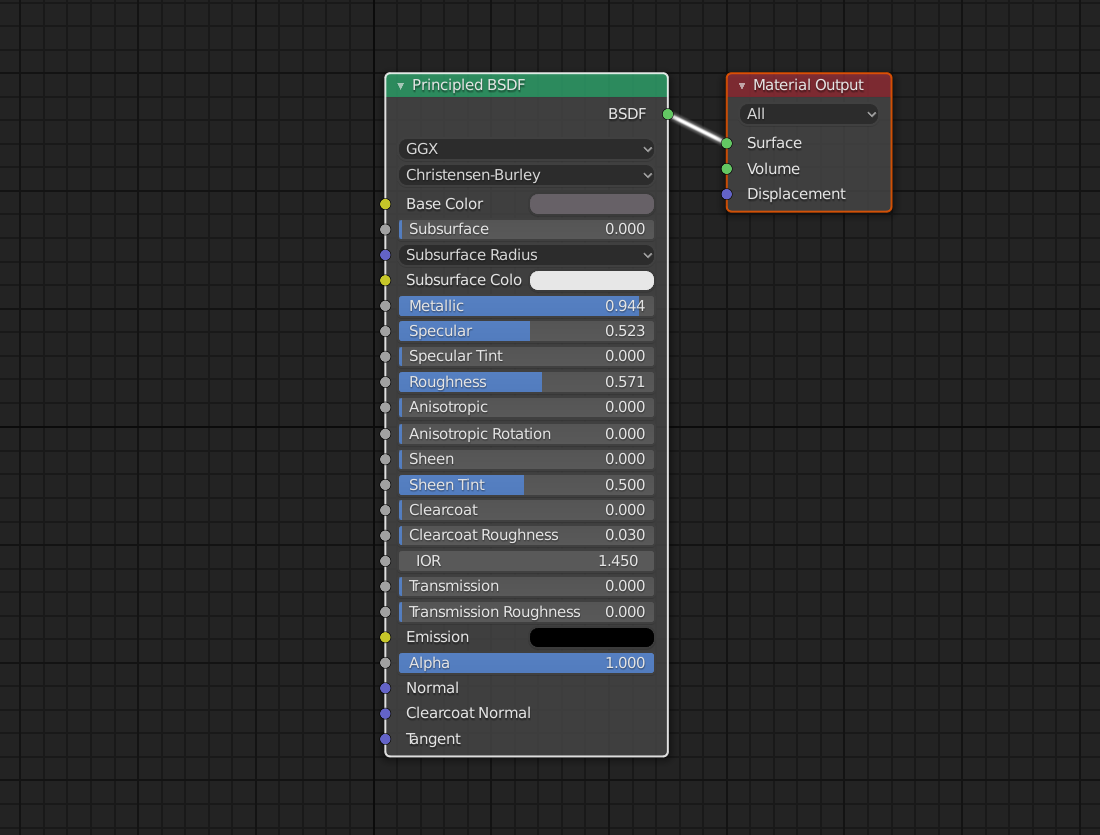 Principled BSDF
BSDF
GGX
Christensen-Burley
Base Color
Subsurface 0.000
Subsurface Radius
Subsurface Colo
Metallic 0.944
Specular 0.523
Specular Tint 0.000
Roughness 0.571
Anisotropic 0.000
Anisotropic Rotation 0.000
Sheen 0.000
Sheen Tint 0.500
Clearcoat 0.000
Clearcoat Roughness 0.030
IOR 1.450
Transmission 0.000
Transmission Roughness 0.000
Emission
Alpha 1.000
Normal
Clearcoat Normal
Tangent
Material Output
All
Surface
Volume
Displacement